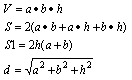 V = a•b•h
S = 2(a•b+a•h+b•h)
S1 = 2h(a+b)
d = √(a² + b² + h²)